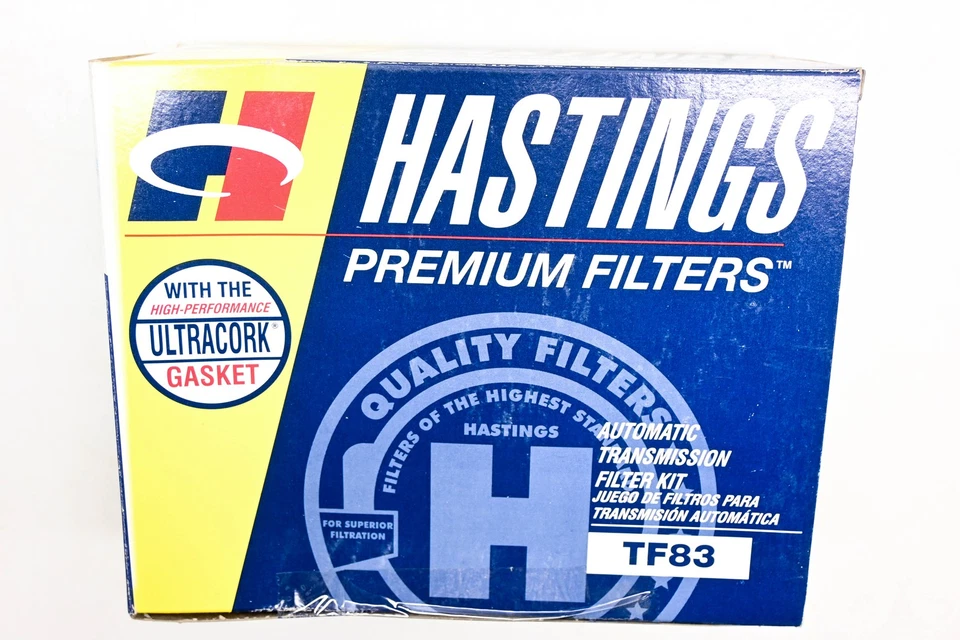 H
HASTINGS
PREMIUM FILTERS™
WITH THE
HIGH-PERFORMANCE
ULTRACORK®
GASKET
QUALITY FILTERS
FILTERS OF THE HIGHEST
HASTINGS
H
FOR SUPERIOR
FILTRATION
AUTOMATIC
TRANSMISSION
FILTER KIT
JUEGO DE FILTROS PARA
TRANSMISIÓN AUTOMÁTICA
TF83